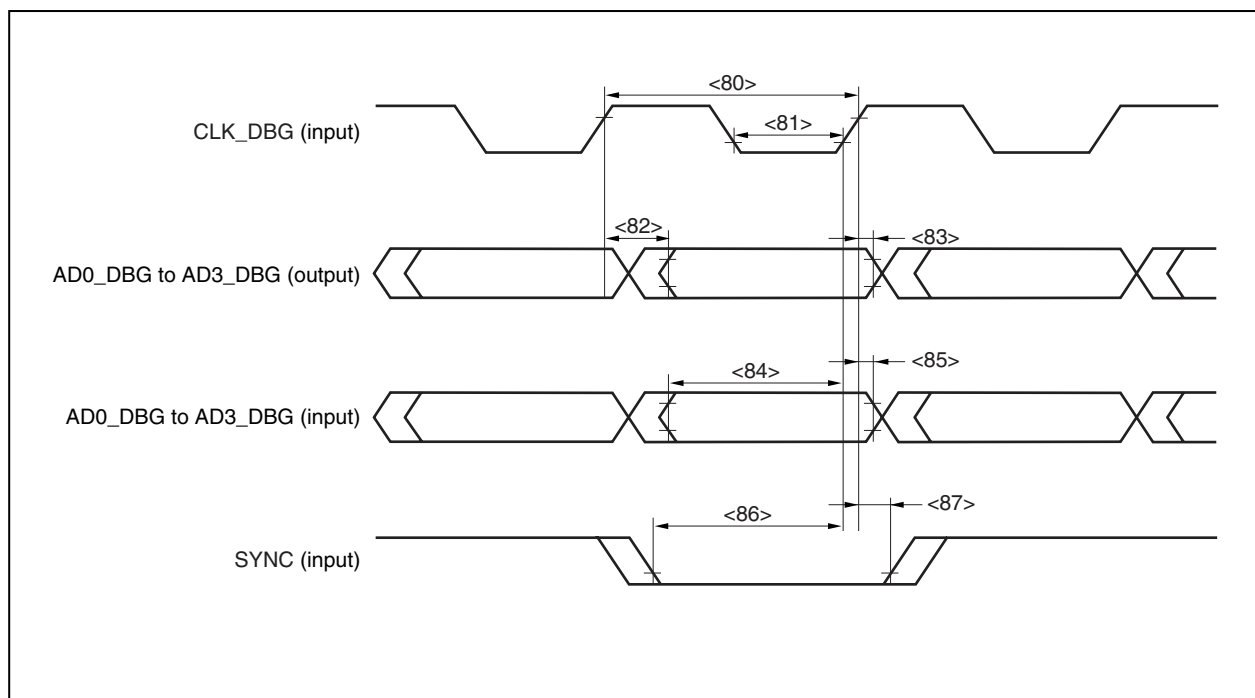 <80>
CLK_DBG (input)
<81>
<82>
<83>
AD0_DBG to AD3_DBG (output)
<84>
<85>
AD0_DBG to AD3_DBG (input)
<86>
<87>
SYNC (input)